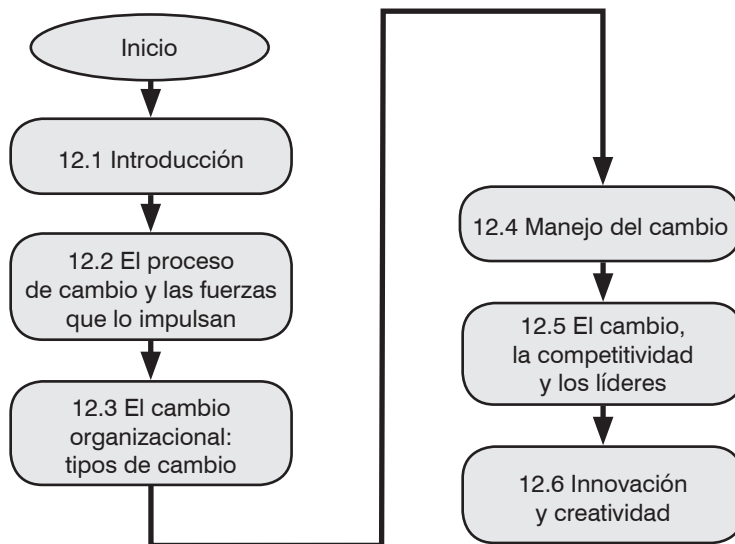 Inicio
12.1 Introducción
12.2 El proceso
de cambio y las fuerzas
que lo impulsan
12.3 El cambio
organizacional:
tipos de cambio
12.4 Manejo del cambio
12.5 El cambio,
la competitividad
y los líderes
12.6 Innovación
y creatividad